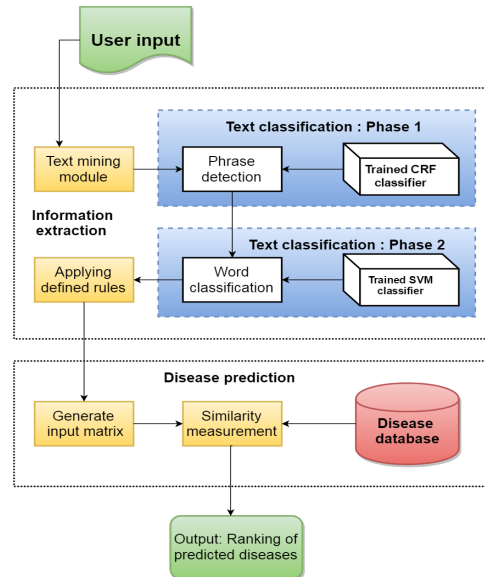 User input
Text classification : Phase 1
Text mining
module
Phrase
detection
Trained CRF
classifier
Information
extraction
Text classification : Phase 2
Applying
defined rules
Word
classification
Trained SVM
classifier
Disease prediction
Generate
input matrix
Similarity
measurement
Disease
database
Output: Ranking of
predicted diseases